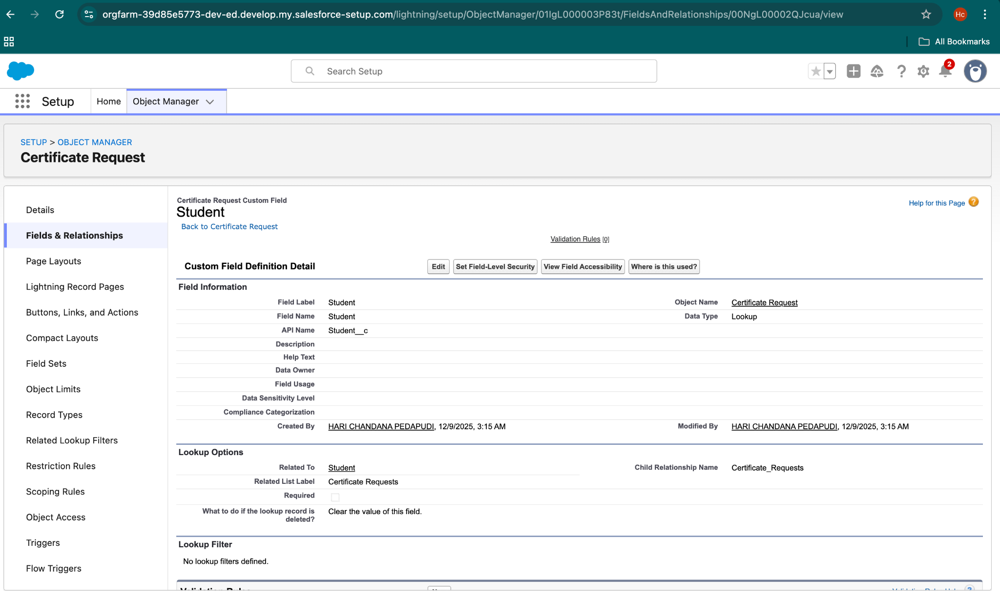 orgfarm-39d85e5773-dev-ed.develop.my.salesforce-setup.com/lightning/setup/ObjectManager/01IgL000003P83t/FieldsAndRelationships/00NgL00002QJcua/view
Hc
All Bookmarks
Search Setup
2
Setup
Home
Object Manager
SETUP > OBJECT MANAGER
Certificate Request
Details
Fields & Relationships
Page Layouts
Lightning Record Pages
Buttons, Links, and Actions
Compact Layouts
Field Sets
Object Limits
Record Types
Related Lookup Filters
Restriction Rules
Scoping Rules
Object Access
Triggers
Flow Triggers
Certificate Request Custom Field
Student
Back to Certificate Request
Help for this Page ?
Validation Rules [0]
Custom Field Definition Detail
Edit
Set Field-Level Security
View Field Accessibility
Where is this used?
Field Information
Field Label Student
Object Name Certificate Request
Field Name Student
Data Type Lookup
API Name Student__c
Description
Help Text
Data Owner
Field Usage
Data Sensitivity Level
Compliance Categorization
Created By HARI CHANDANA PEDAPUDI, 12/9/2025, 3:15 AM
Modified By HARI CHANDANA PEDAPUDI, 12/9/2025, 3:15 AM
Lookup Options
Related To Student
Child Relationship Name Certificate_Requests
Related List Label Certificate Requests
Required
What to do if the lookup record is
deleted?
Clear the value of this field.
Lookup Filter
No lookup filters defined.
Validation Rules